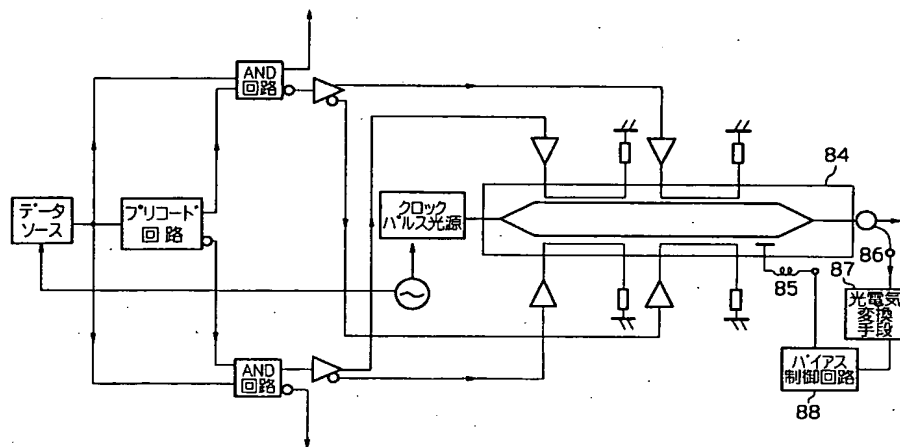 AND
回路
データ
ソース
プリコード
回路
クロック
パルス光源
84
85
86
87
光電気
変換
手段
バイアス
制御回路
88
AND
回路